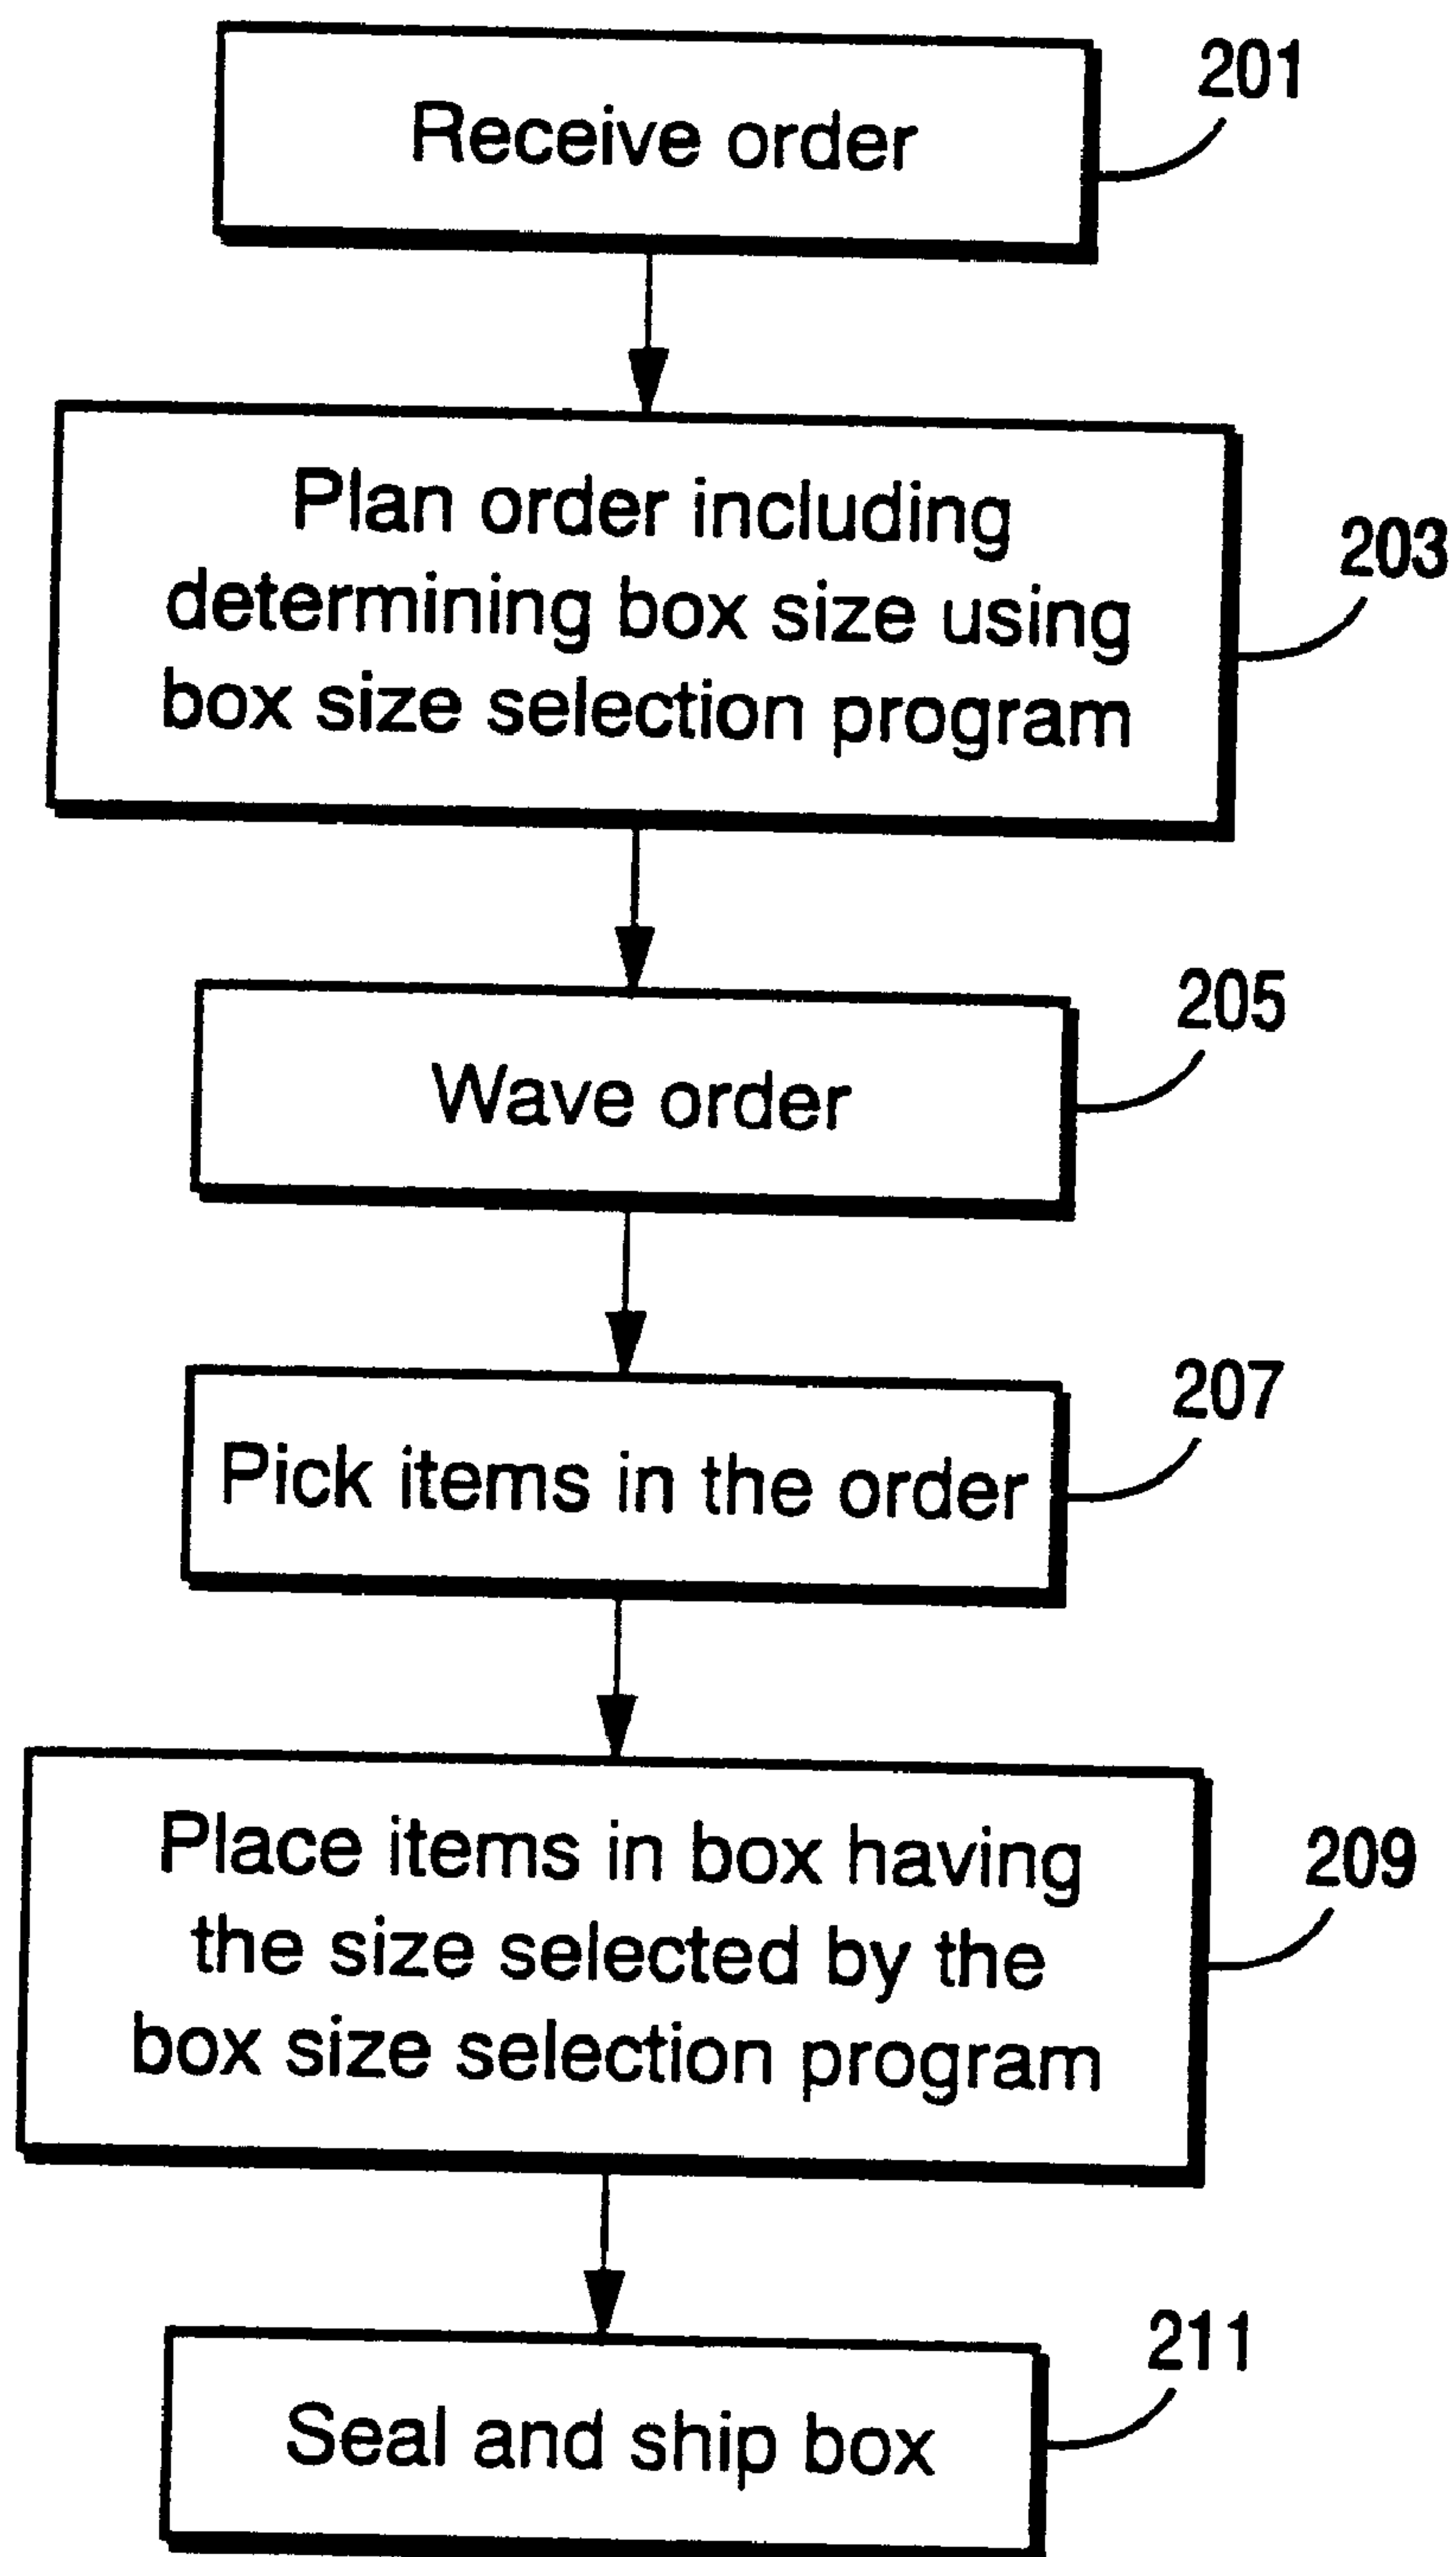 Receive order
201
Plan order including
determining box size using
box size selection program
203
Wave order
205
Pick items in the order
207
Place items in box having
the size selected by the
box size selection program
209
Seal and ship box
211